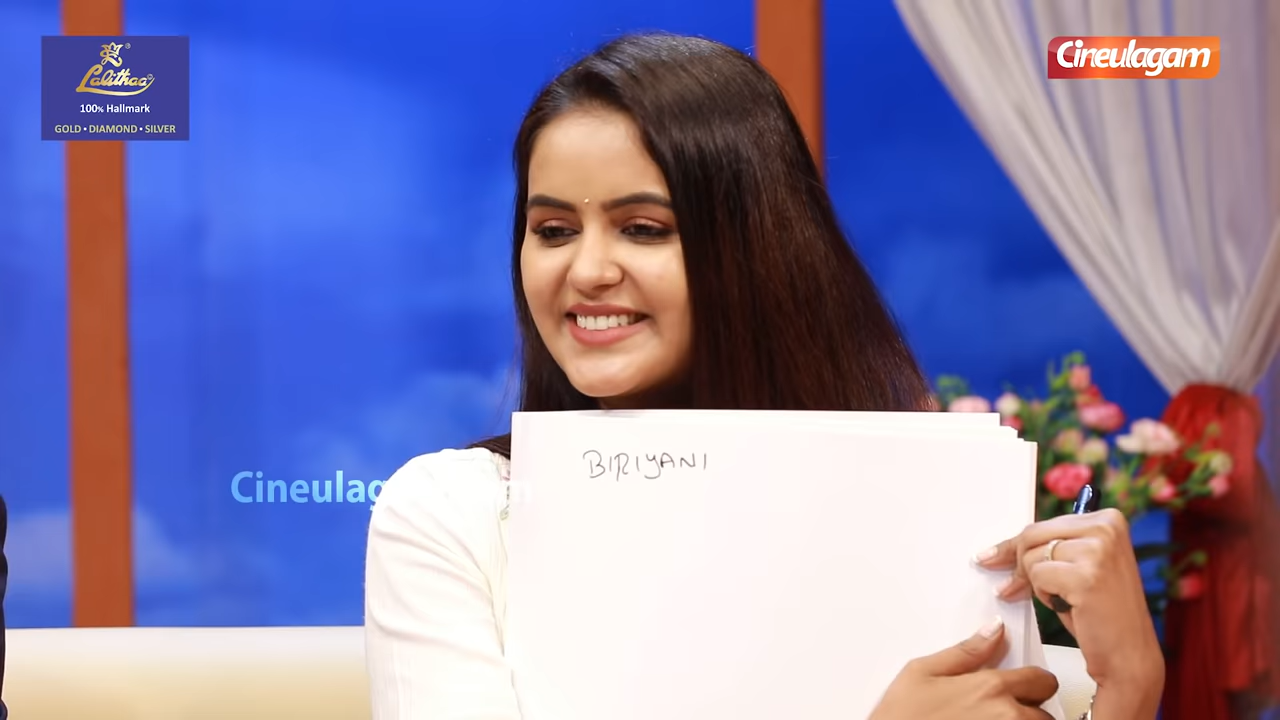 Lalithaa
100% Hallmark
GOLD • DIAMOND • SILVER
Cineulagam
BIRIYANI
Cineulag